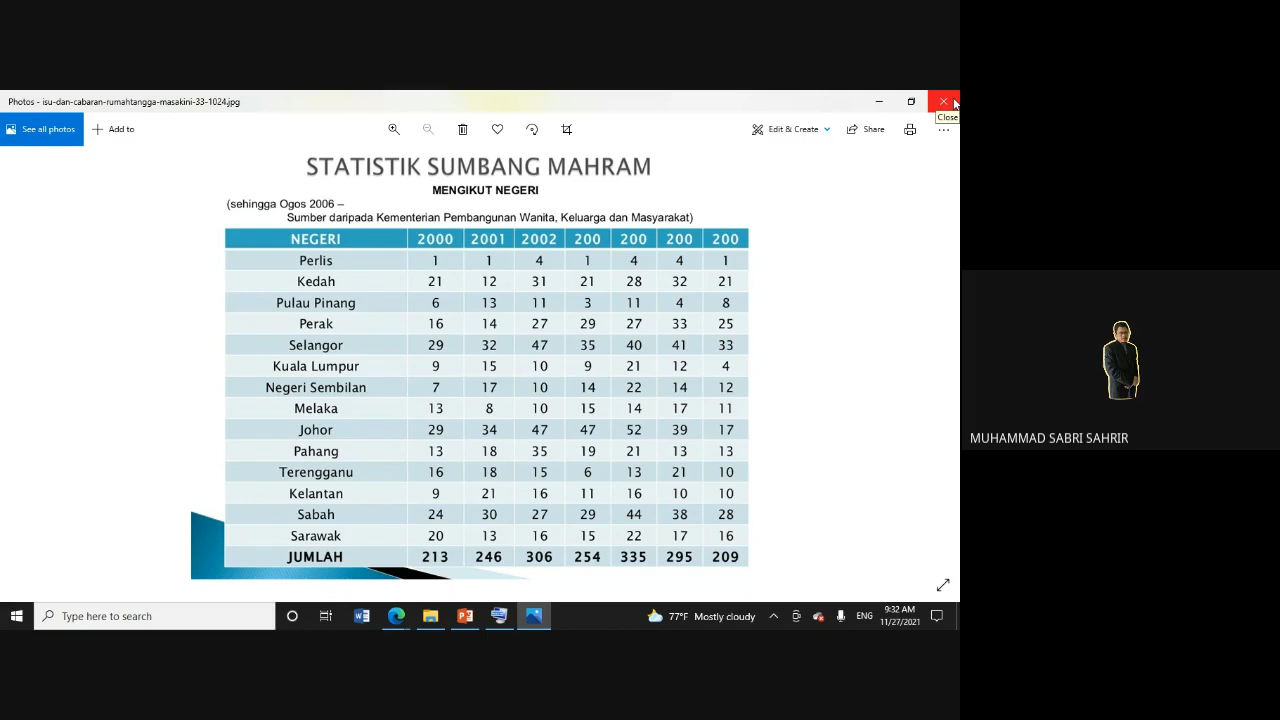 Photos - isu-dan-cabaran-rumahtangga-masakini-33-1024.jpg
Close
See all photos
Add to
Edit & Create
Share
STATISTIK SUMBANG MAHRAM
MENGIKUT NEGERI
(sehingga Ogos 2006 –
Sumber daripada Kementerian Pembangunan Wanita, Keluarga dan Masyarakat)
NEGERI 2000 2001 2002 200 200 200 200
Perlis 1 1 4 1 4 4 1
Kedah 21 12 31 21 28 32 21
Pulau Pinang 6 13 11 3 11 4 8
Perak 16 14 27 29 27 33 25
Selangor 29 32 47 35 40 41 33
Kuala Lumpur 9 15 10 9 21 12 4
Negeri Sembilan 7 17 10 14 22 14 12
Melaka 13 8 10 15 14 17 11
Johor 29 34 47 47 52 39 17
Pahang 13 18 35 19 21 13 13
Terengganu 16 18 15 6 13 21 10
Kelantan 9 21 16 11 16 10 10
Sabah 24 30 27 29 44 38 28
Sarawak 20 13 16 15 22 17 16
JUMLAH 213 246 306 254 335 295 209
MUHAMMAD SABRI SAHRIR
Type here to search
77°F Mostly cloudy
ENG
9:32 AM
11/27/2021